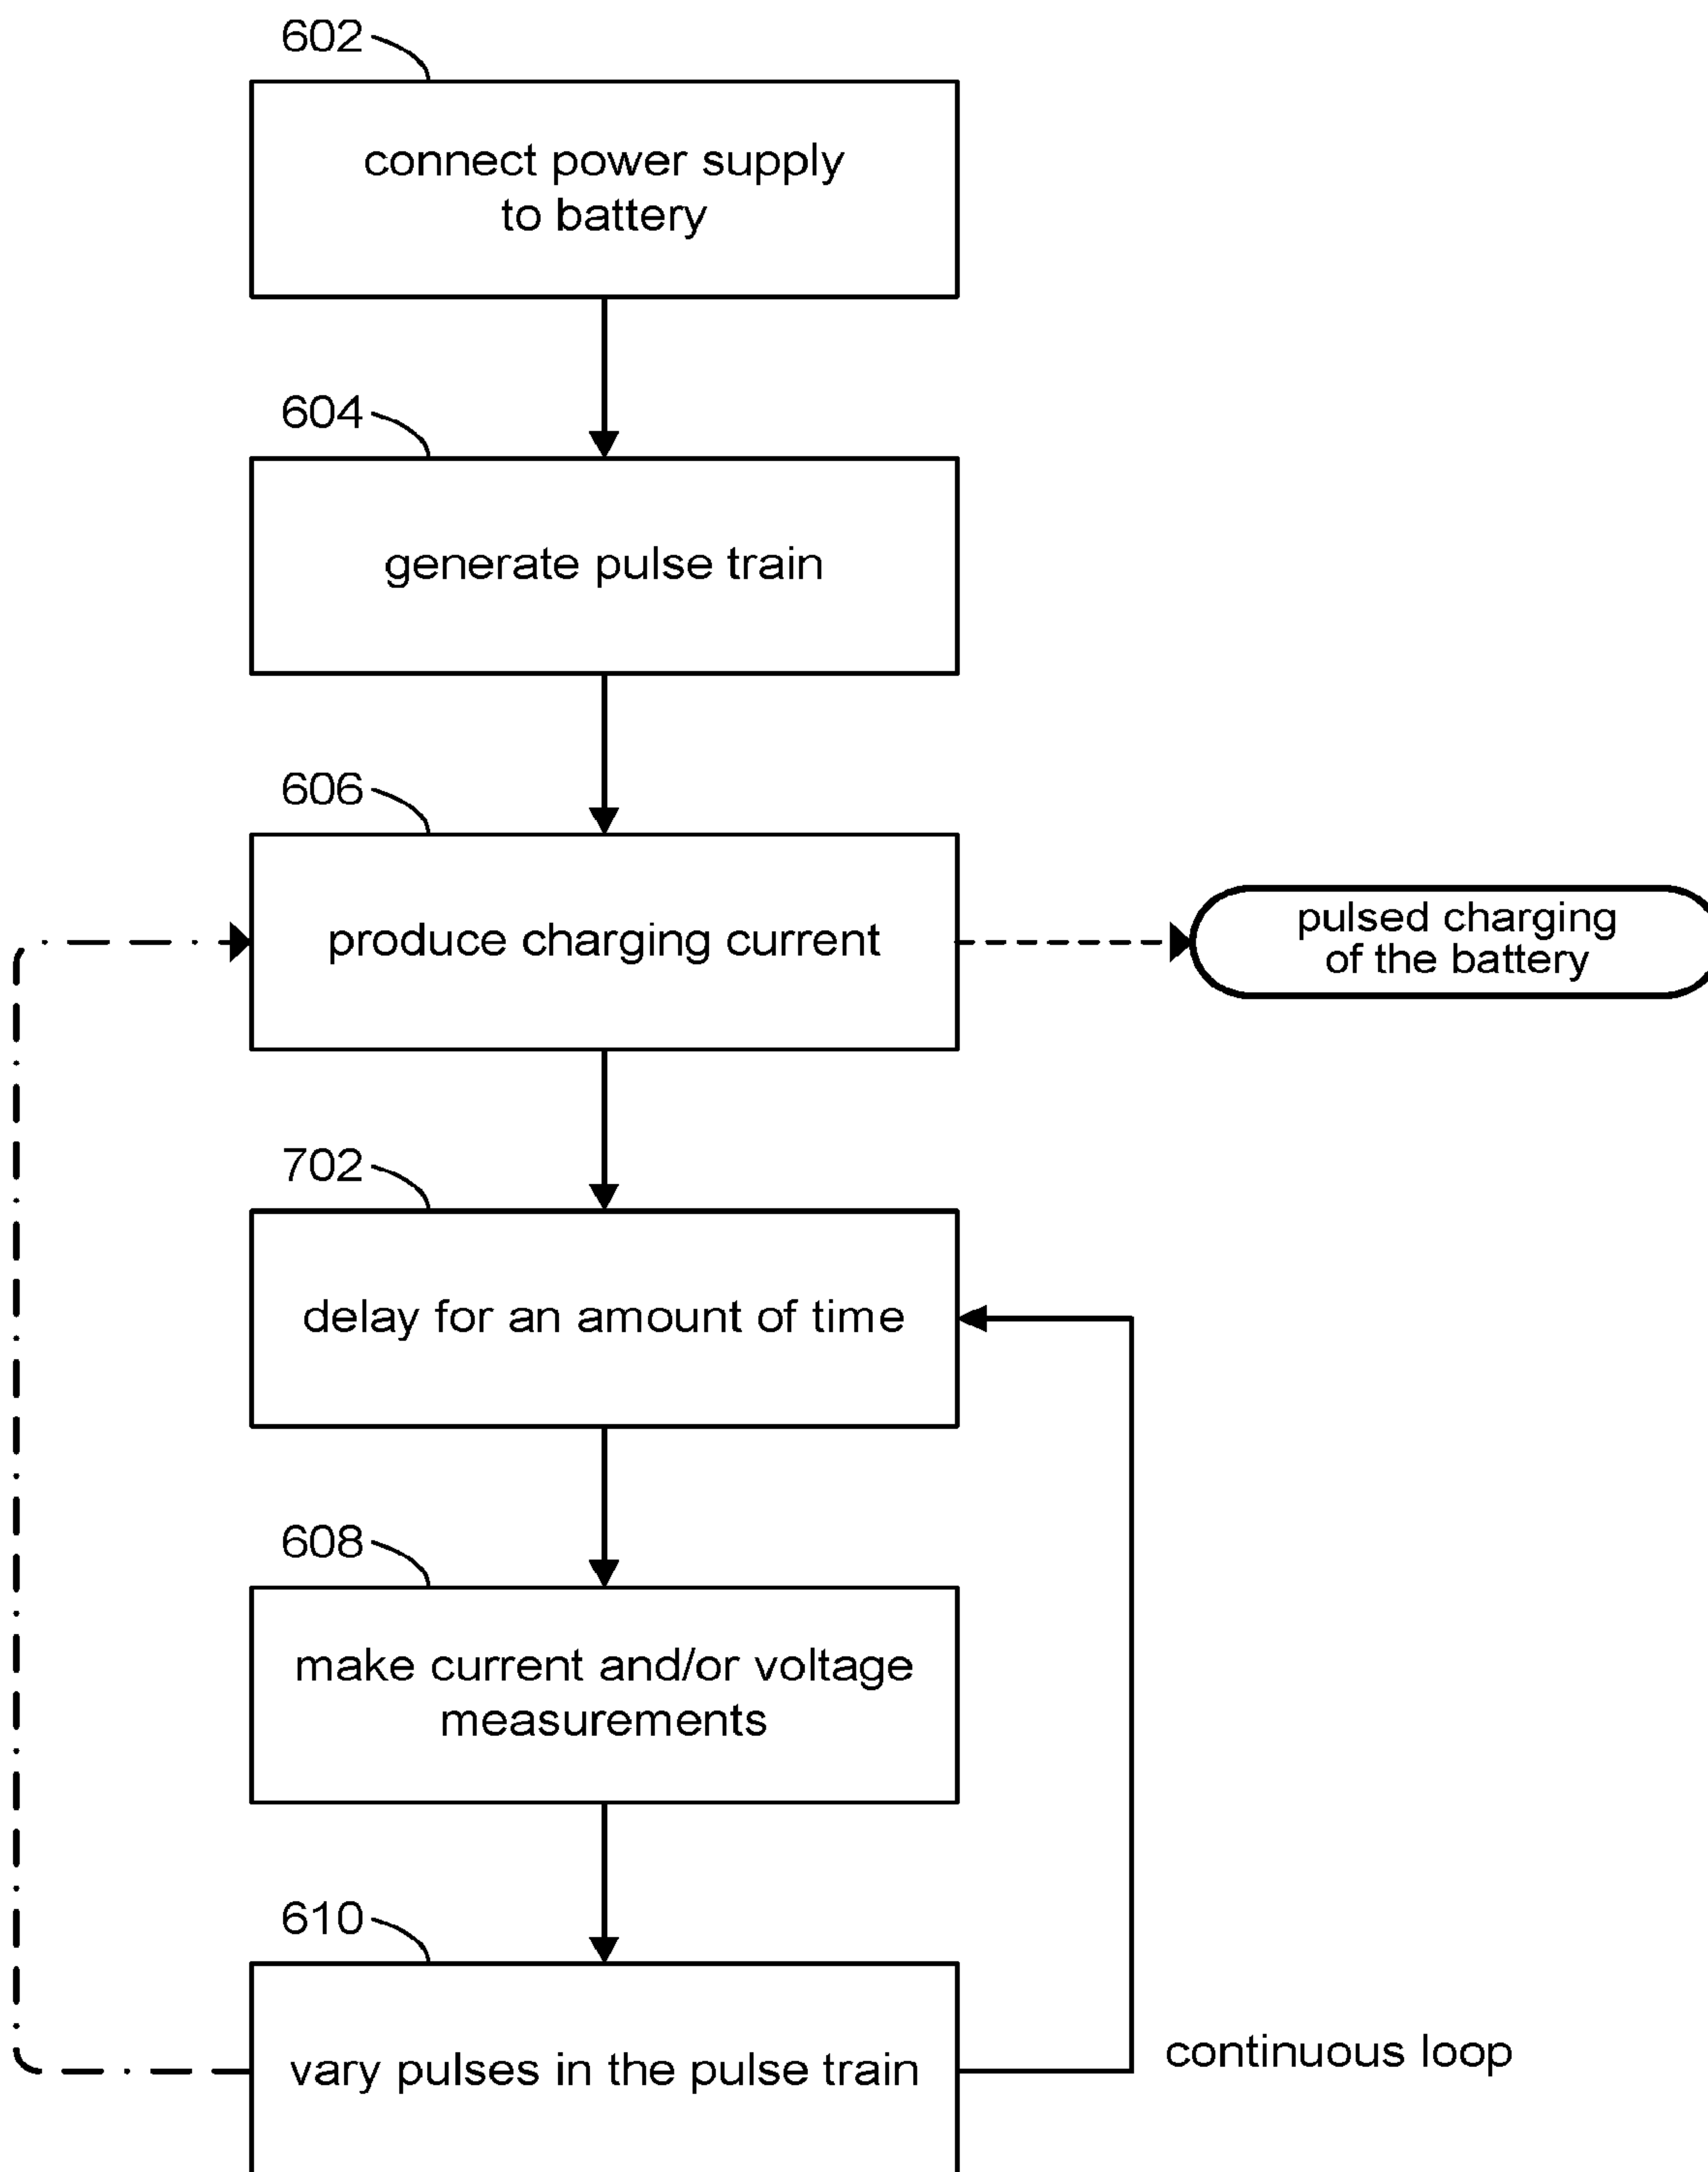 602
connect power supply
to battery
604
generate pulse train
606
produce charging current
pulsed charging
of the battery
702
delay for an amount of time
608
make current and/or voltage
measurements
610
vary pulses in the pulse train
continuous loop